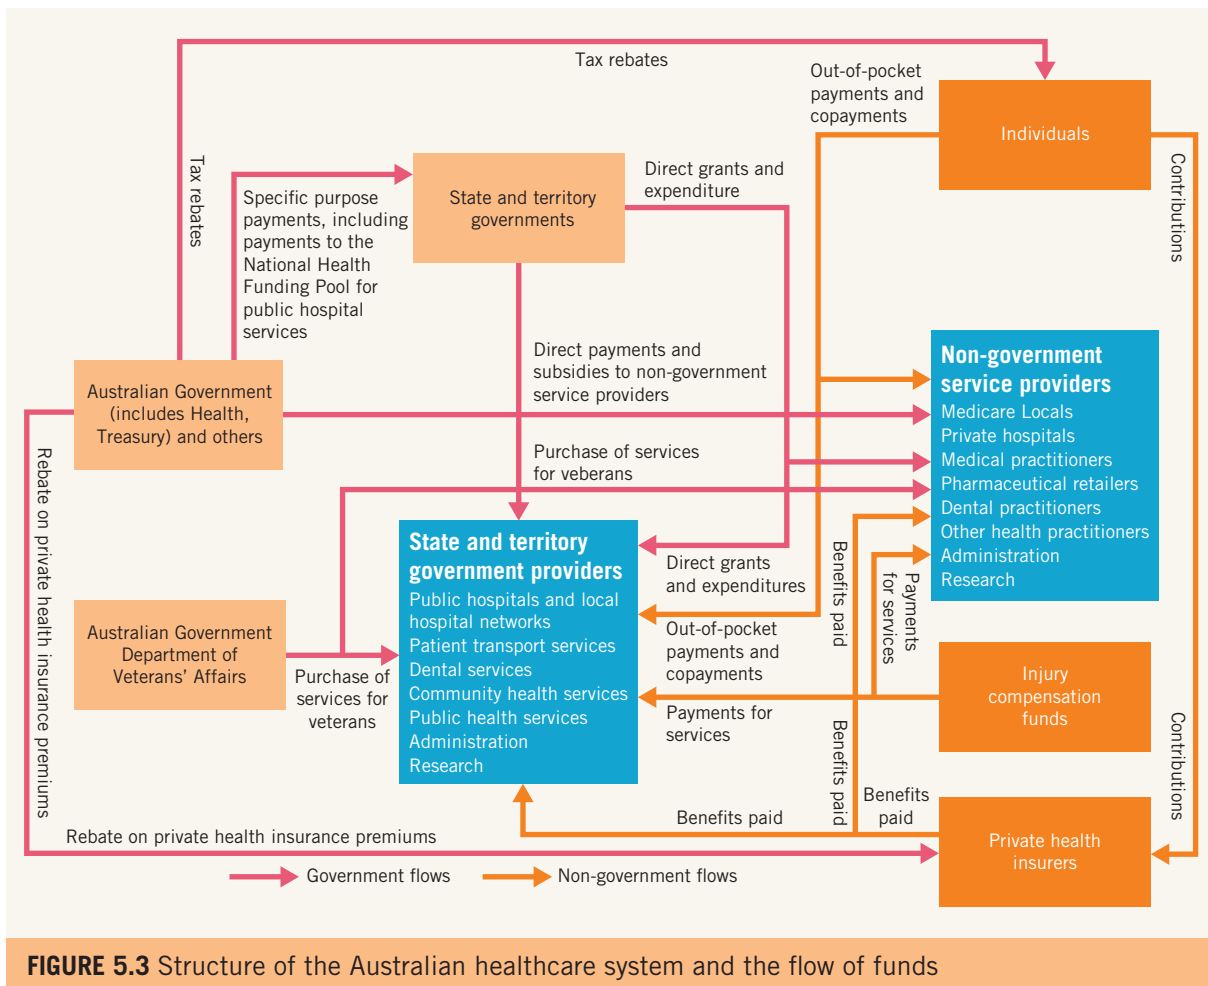 Tax rebates
Out-of-pocket
payments and
copayments
Individuals
Tax rebates
Contributions
Specific purpose
payments, including
payments to the
National Health
Funding Pool for
public hospital
services
State and territory
governments
Direct grants and
expenditure
Australian Government
(includes Health,
Treasury) and others
Direct payments and
subsidies to non-government
service providers
Non-government
service providers
Medicare Locals
Private hospitals
Medical practitioners
Pharmaceutical retailers
Dental practitioners
Other health practitioners
Administration
Research
Purchase of services
for veberans
Rebate on private health insurance premiums
State and territory
government providers
Public hospitals and local
hospital networks
Patient transport services
Dental services
Community health services
Public health services
Administration
Research
Direct grants
and expenditures
Benefits paid
Payments
for services
Australian Government
Department of
Veterans’ Affairs
Purchase of
services for
veterans
Out-of-pocket
payments and
copayments
Payments for
services
Injury
compensation
funds
Benefits paid
Contributions
Benefits paid
Benefits
paid
Private health
insurers
Rebate on private health insurance premiums
Government flows
Non-government flows
FIGURE 5.3 Structure of the Australian healthcare system and the flow of funds